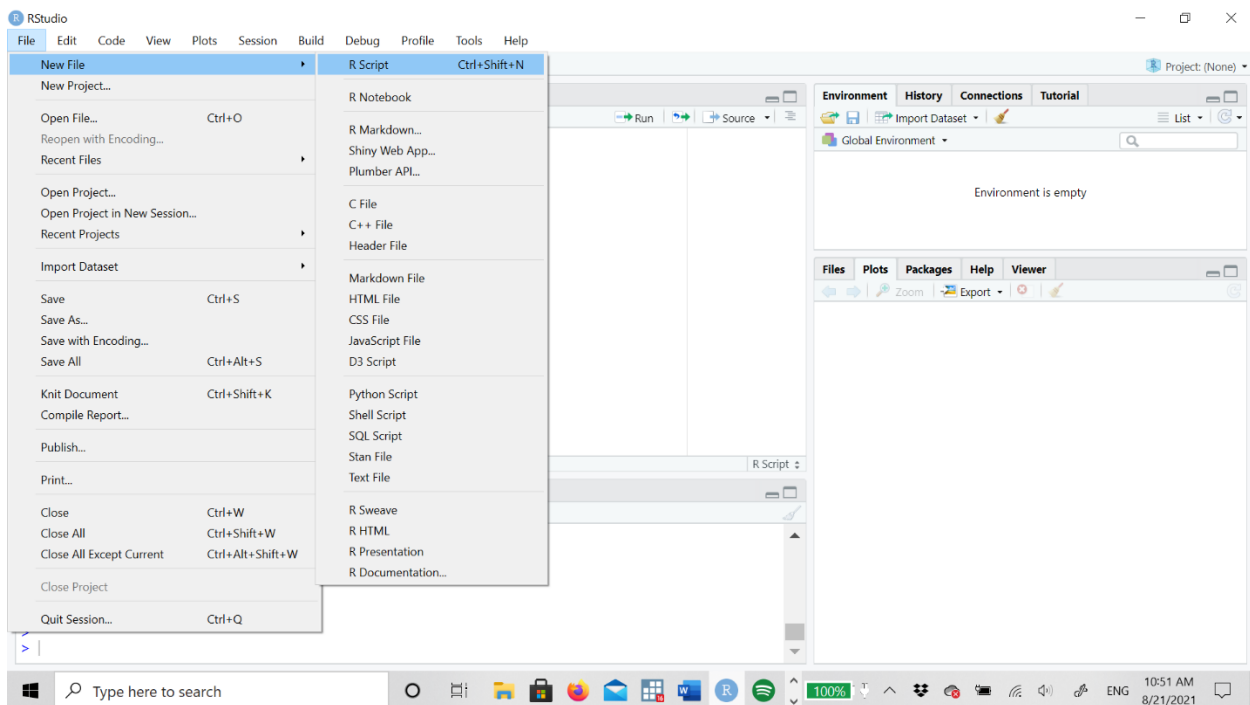 RStudio
File Edit Code View Plots Session Build Debug Profile Tools Help
New File
New Project...
Open File... Ctrl+O
Reopen with Encoding...
Recent Files
Open Project...
Open Project in New Session...
Recent Projects
Import Dataset
Save Ctrl+S
Save As...
Save with Encoding...
Save All Ctrl+Alt+S
Knit Document Ctrl+Shift+K
Compile Report...
Publish...
Print...
Close Ctrl+W
Close All Ctrl+Shift+W
Close All Except Current Ctrl+Alt+Shift+W
Close Project
Quit Session... Ctrl+Q
R Script Ctrl+Shift+N
R Notebook
R Markdown...
Shiny Web App...
Plumber API...
C File
C++ File
Header File
Markdown File
HTML File
CSS File
JavaScript File
D3 Script
Python Script
Shell Script
SQL Script
Stan File
Text File
R Sweave
R HTML
R Presentation
R Documentation...
Run Source
R Script
>
Project: (None)
Environment History Connections Tutorial
Import Dataset List
Global Environment
Environment is empty
Files Plots Packages Help Viewer
Zoom Export
Type here to search
100% ENG 10:51 AM
8/21/2021